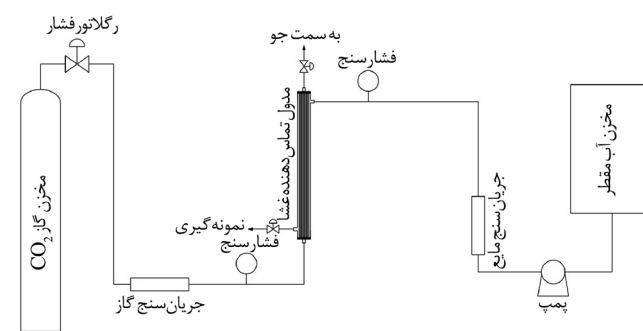 رگلاتور فشار
به سمت جو
فشارسنج
مدول تماس‌دهنده غشا
مخزن آب مقطر
مخزن گاز CO2
جریان‌سنج مایع
نمونه‌گیری
فشارسنج
جریان‌سنج گاز
پمپ